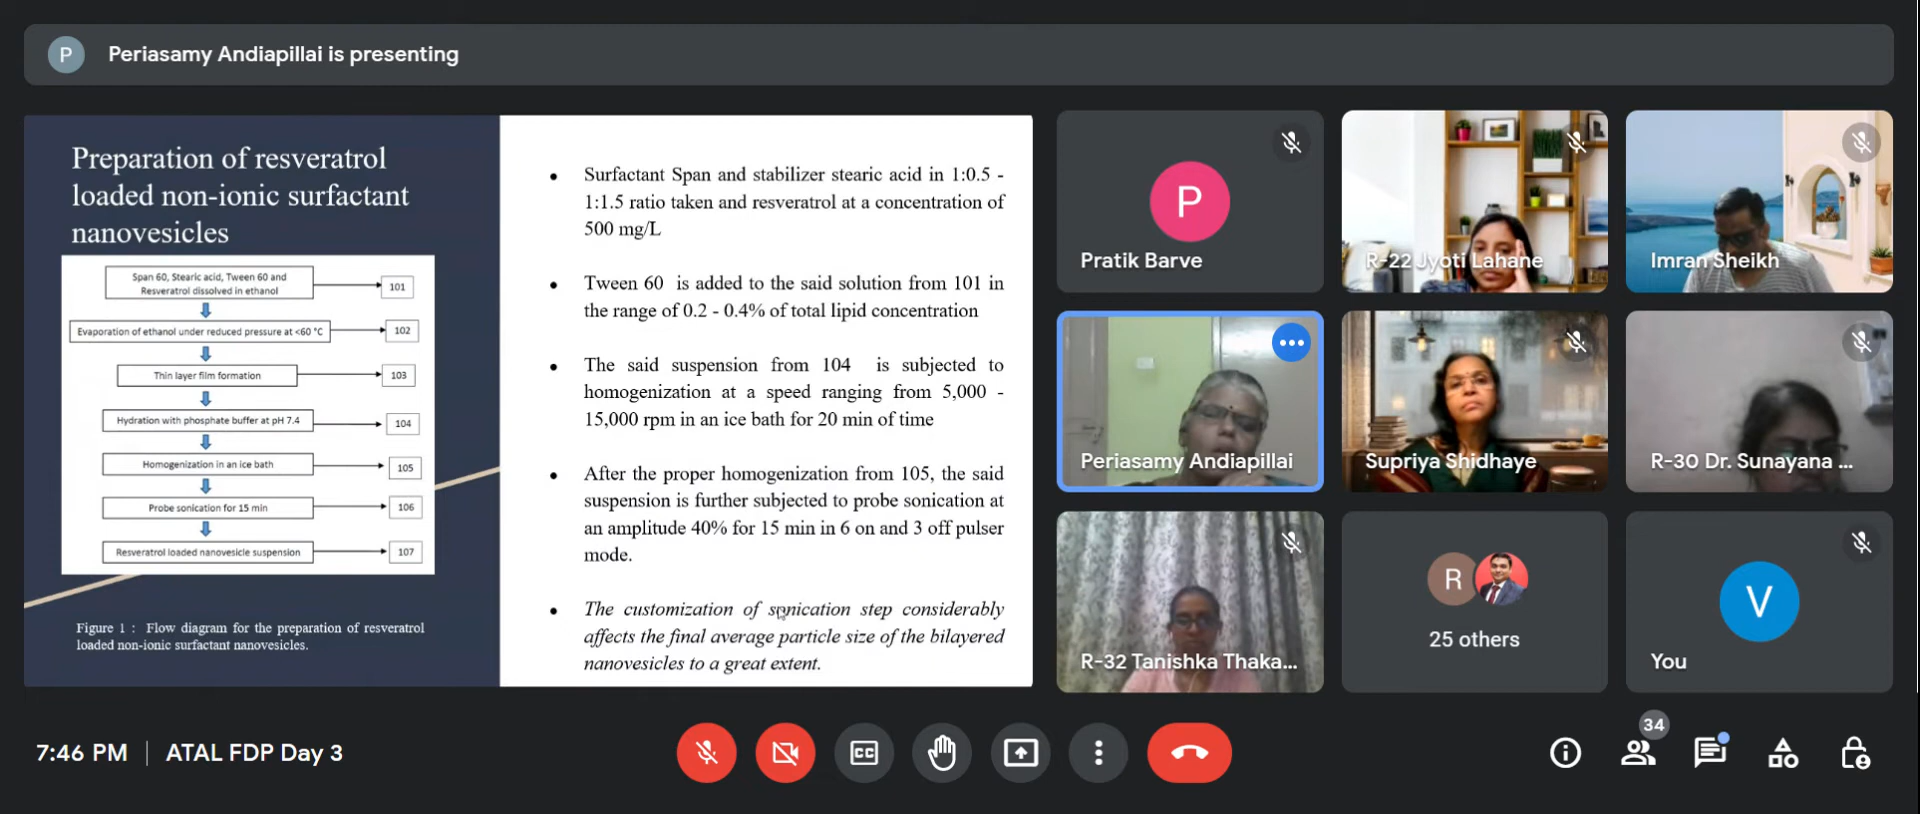 P
Periasamy Andiapillai is presenting
Preparation of resveratrol
loaded non-ionic surfactant
nanovesicles
Span 60, Stearic acid, Tween 60 and
Resveratrol dissolved in ethanol
101
Evaporation of ethanol under reduced pressure at <60 °C
102
Thin layer film formation
103
Hydration with phosphate buffer at pH 7.4
104
Homogenization in an ice bath
105
Probe sonication for 15 min
106
Resveratrol loaded nanovesicle suspension
107
Figure 1 : Flow diagram for the preparation of resveratrol
loaded non-ionic surfactant nanovesicles.
• Surfactant Span and stabilizer stearic acid in 1:0.5 -
1:1.5 ratio taken and resveratrol at a concentration of
500 mg/L
• Tween 60 is added to the said solution from 101 in
the range of 0.2 - 0.4% of total lipid concentration
• The said suspension from 104 is subjected to
homogenization at a speed ranging from 5,000 -
15,000 rpm in an ice bath for 20 min of time
• After the proper homogenization from 105, the said
suspension is further subjected to probe sonication at
an amplitude 40% for 15 min in 6 on and 3 off pulser
mode.
• The customization of sonication step considerably
affects the final average particle size of the bilayered
nanovesicles to a great extent.
P
Pratik Barve
R-22 Jyoti Lahane
Imran Sheikh
Periasamy Andiapillai
Supriya Shidhaye
R-30 Dr. Sunayana ...
R-32 Tanishka Thaka...
R
25 others
V
You
7:46 PM | ATAL FDP Day 3
CC
34